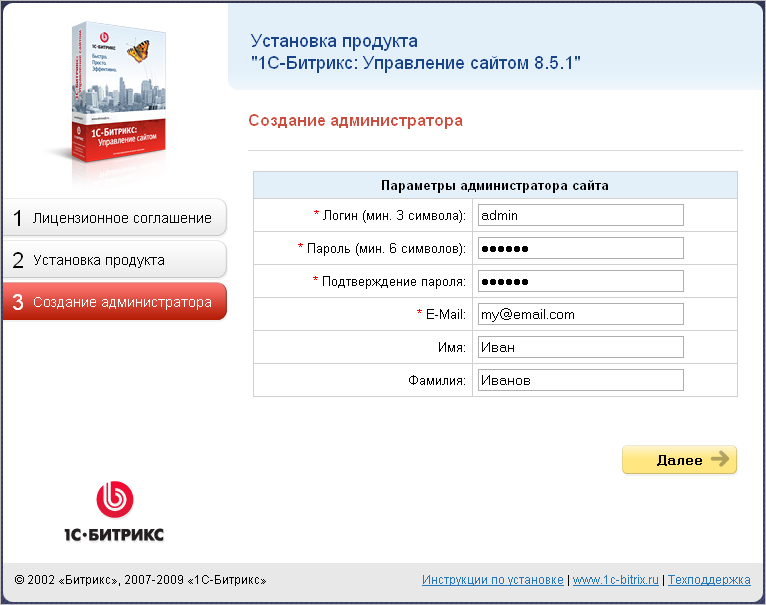 1С-БИТРИКС
Быстро.
Просто.
Эффективно.
1С-БИТРИКС:
Управление сайтом
Установка продукта
"1С-Битрикс: Управление сайтом 8.5.1"
Создание администратора
1 Лицензионное соглашение
2 Установка продукта
3 Создание администратора
Параметры администратора сайта
* Логин (мин. 3 символа): admin
* Пароль (мин. 6 символов): ●●●●●●
* Подтверждение пароля: ●●●●●●
* E-Mail: my@email.com
Имя: Иван
Фамилия: Иванов
Далее
1С·БИТРИКС
© 2002 «Битрикс», 2007-2009 «1С-Битрикс»
Инструкции по установке | www.1c-bitrix.ru | Техподдержка